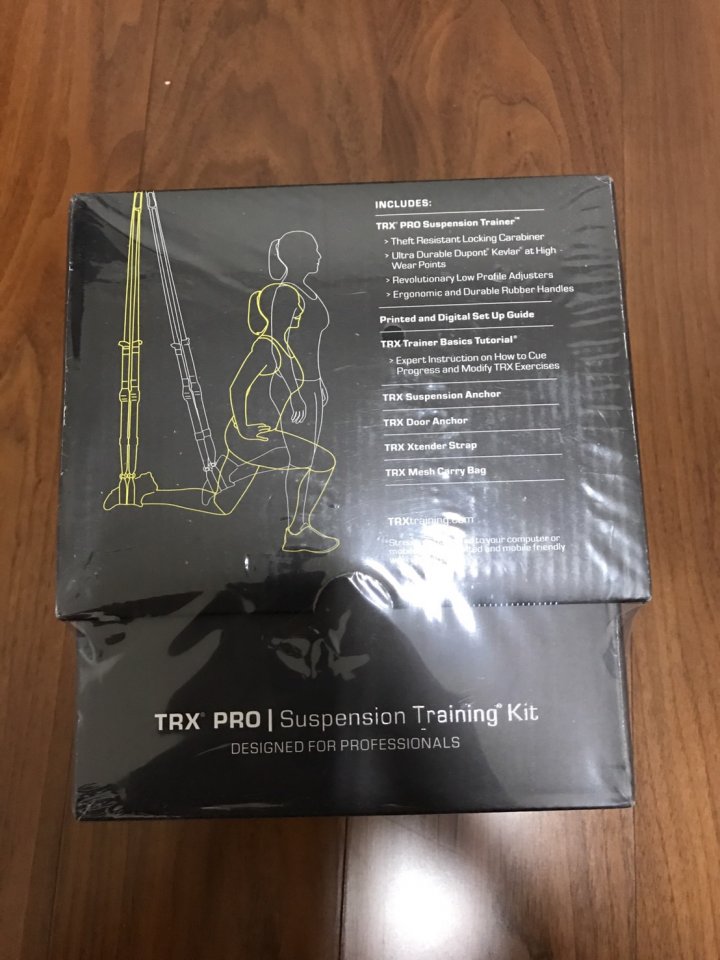 INCLUDES:
TRX® PRO Suspension Trainer™
> Theft Resistant Locking Carabiner
> Ultra Durable Dupont® Kevlar® at High -
Wear Points
> Revolutionary Low Profile Adjusters
> Ergonomic and Durable Rubber Handles
Printed and Digital Set Up Guide
TRX Trainer Basics Tutorial*
> Expert Instruction on How to Cue
Progress and Modify TRX Exercises
TRX Suspension Anchor
TRX Door Anchor
TRX Xtender Strap
TRX Mesh Carry Bag
TRXtraining.com
to your computer or
and mobile friendly
TRX® PRO | Suspension Training® Kit
DESIGNED FOR PROFESSIONALS